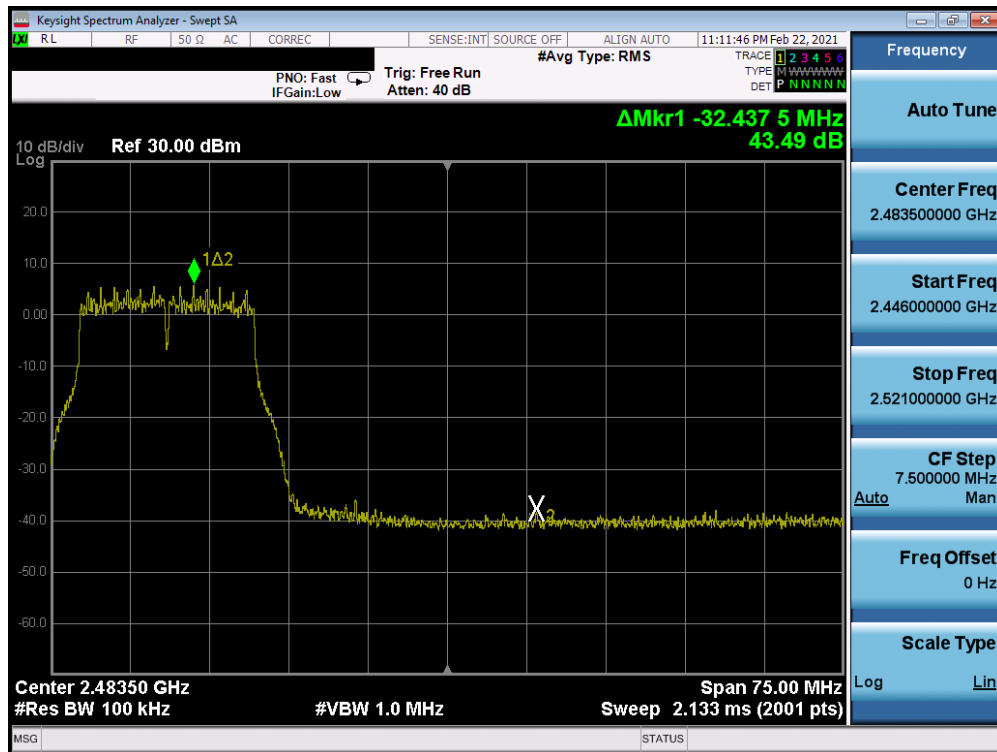 Keysight Spectrum Analyzer - Swept SA
LXI RL RF 50 Ω AC CORREC SENSE:INT SOURCE OFF ALIGN AUTO 11:11:46 PM Feb 22, 2021
#Avg Type: RMS
TRACE 1 2 3 4 5 6
TYPE M W W W W W
DET P N N N N N
PNO: Fast
IFGain:Low
Trig: Free Run
Atten: 40 dB
ΔMkr1 -32.437 5 MHz
43.49 dB
10 dB/div Ref 30.00 dBm
Log
20.0
10.0
0.00
-10.0
-20.0
-30.0
-40.0
-50.0
-60.0
1Δ2
X2
Center 2.48350 GHz Span 75.00 MHz
#Res BW 100 kHz #VBW 1.0 MHz Sweep 2.133 ms (2001 pts)
MSG STATUS
Frequency
Auto Tune
Center Freq
2.483500000 GHz
Start Freq
2.446000000 GHz
Stop Freq
2.521000000 GHz
CF Step
7.500000 MHz
Auto Man
Freq Offset
0 Hz
Scale Type
Log Lin